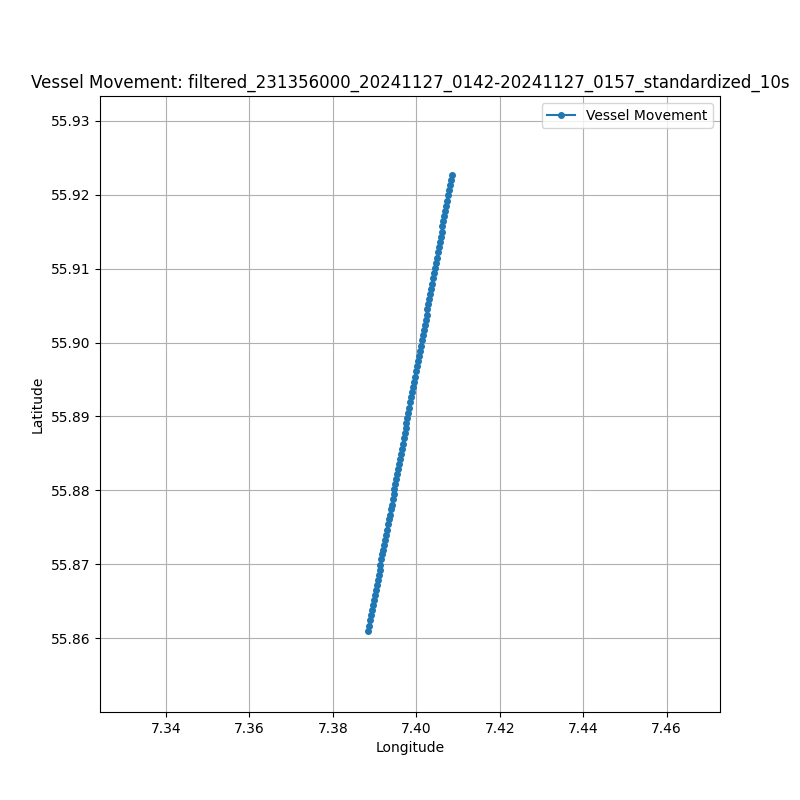 Vessel Movement: filtered_231356000_20241127_0142-20241127_0157_standardized_10s
Vessel Movement
55.93
55.92
55.91
55.90
55.89
55.88
55.87
55.86
Latitude
7.34 7.36 7.38 7.40 7.42 7.44 7.46
Longitude